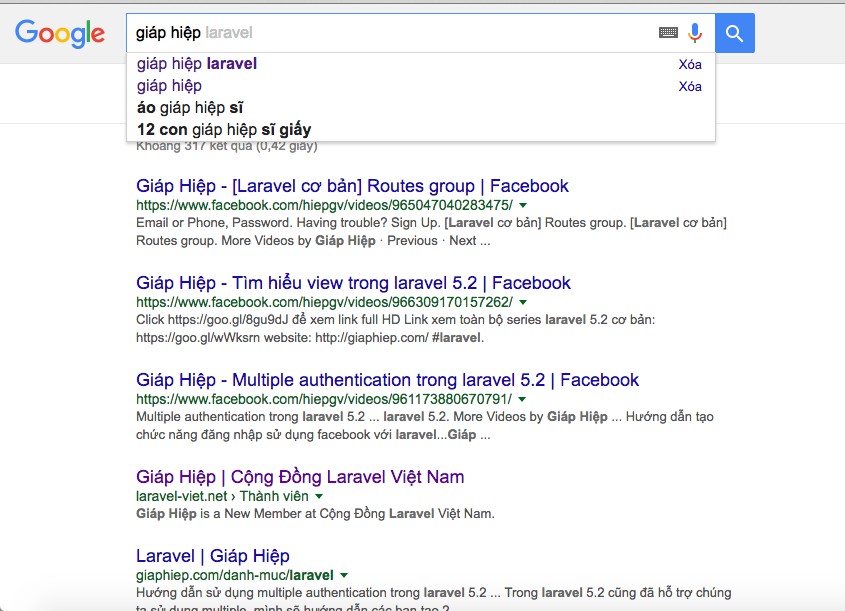 Google
giáp hiệp laravel
giáp hiệp laravel Xóa
giáp hiệp Xóa
áo giáp hiệp sĩ
12 con giáp hiệp sĩ giấy
Khoảng 317 kết quả (0,42 giây)
Giáp Hiệp - [Laravel cơ bản] Routes group | Facebook
https://www.facebook.com/hiepgv/videos/965047040283475/
Email or Phone, Password. Having trouble? Sign Up. [Laravel cơ bản] Routes group. [Laravel cơ bản]
Routes group. More Videos by Giáp Hiệp · Previous · Next ...
Giáp Hiệp - Tìm hiểu view trong laravel 5.2 | Facebook
https://www.facebook.com/hiepgv/videos/966309170157262/
Click https://goo.gl/8gu9dJ để xem link full HD Link xem toàn bộ series laravel 5.2 cơ bản:
https://goo.gl/wWksrn website: http://giaphiep.com/ #laravel.
Giáp Hiệp - Multiple authentication trong laravel 5.2 | Facebook
https://www.facebook.com/hiepgv/videos/961173880670791/
Multiple authentication trong laravel 5.2 ... laravel 5.2. More Videos by Giáp Hiệp ... Hướng dẫn tạo
chức năng đăng nhập sử dụng facebook với laravel...Giáp ...
Giáp Hiệp | Cộng Đồng Laravel Việt Nam
laravel-viet.net › Thành viên
Giáp Hiệp is a New Member at Cộng Đồng Laravel Việt Nam.
Laravel | Giáp Hiệp
giaphiep.com/danh-muc/laravel
Hướng dẫn sử dụng multiple authentication trong laravel 5.2 ... Trong laravel 5.2 cũng đã hỗ trợ chúng
ta sử dụng multiple, mình sẽ hướng dẫn các bạn tạo 2